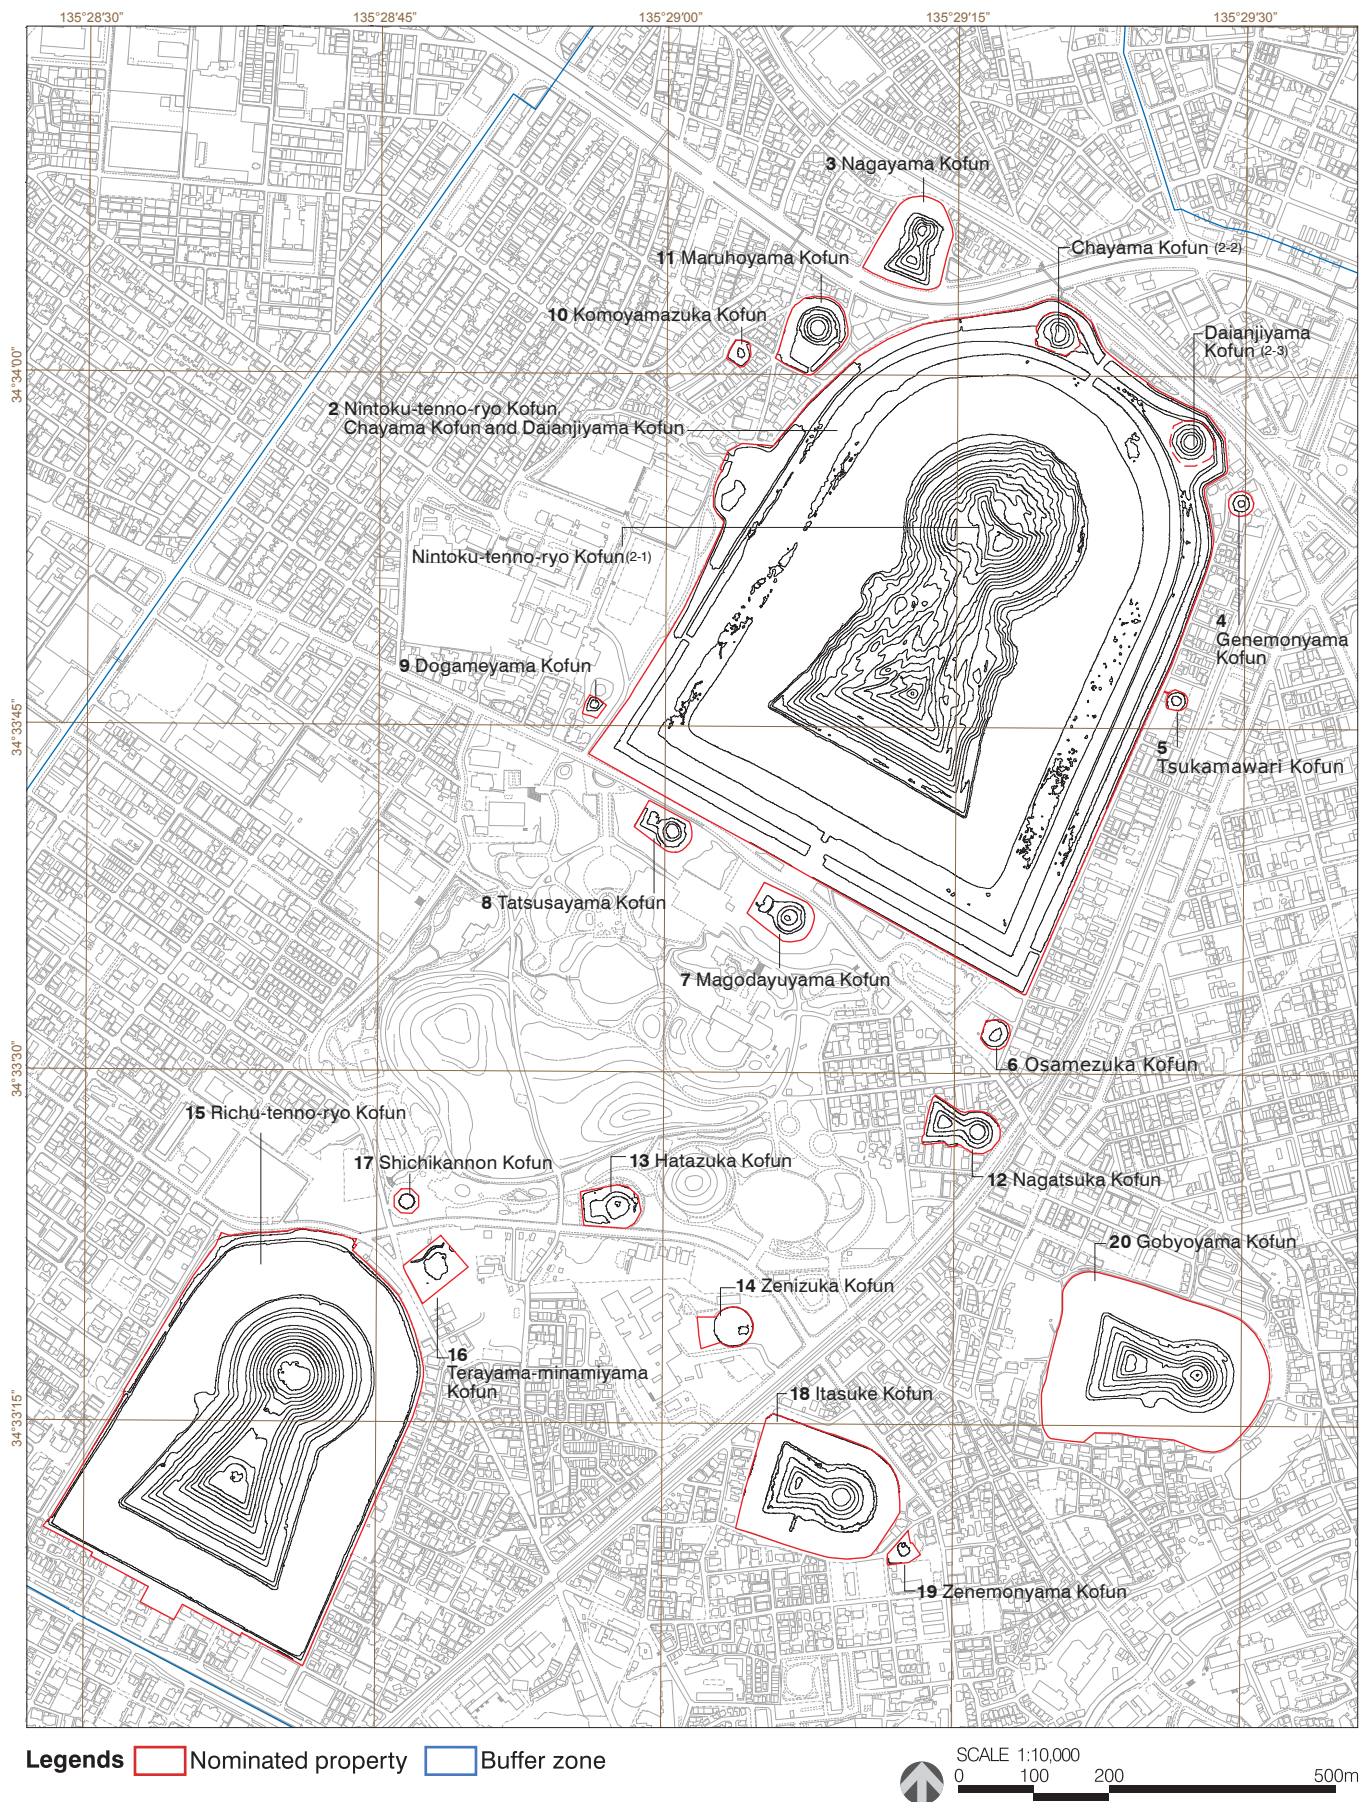 135°28'30" 135°28'45" 135°29'00" 135°29'15" 135°29'30"
3 Nagayama Kofun
Chayama Kofun (2-2)
11 Maruhoyama Kofun
10 Komoyamazuka Kofun
Daianjiyama
Kofun (2-3)
34°34'00"
2 Nintoku-tenno-ryo Kofun,
Chayama Kofun and Daianjiyama Kofun
Nintoku-tenno-ryo Kofun(2-1)
4
Genemonyama
Kofun
9 Dogameyama Kofun
34°33'45"
5
Tsukamawari Kofun
8 Tatsusayama Kofun
7 Magodayuyama Kofun
34°33'30"
6 Osamezuka Kofun
15 Richu-tenno-ryo Kofun
17 Shichikannon Kofun
13 Hatazuka Kofun
12 Nagatsuka Kofun
20 Gobyoyama Kofun
14 Zenizuka Kofun
16
Terayama-minamiyama
Kofun
18 Itasuke Kofun
34°33'15"
19 Zenemonyama Kofun
Legends Nominated property Buffer zone
SCALE 1:10,000
0 100 200 500m